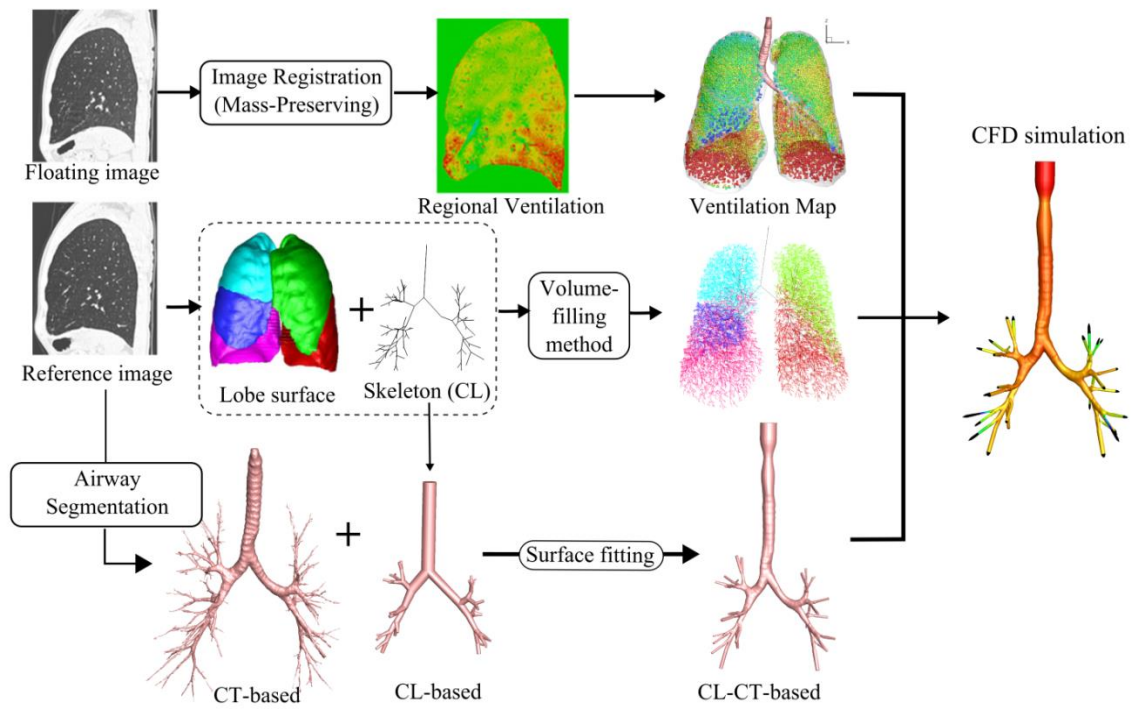 Image Registration
(Mass-Preserving)
Floating image
Regional Ventilation
Ventilation Map
CFD simulation
Reference image
Lobe surface
+
Skeleton (CL)
Volume-
filling
method
Airway
Segmentation
+
Surface fitting
CT-based
CL-based
CL-CT-based